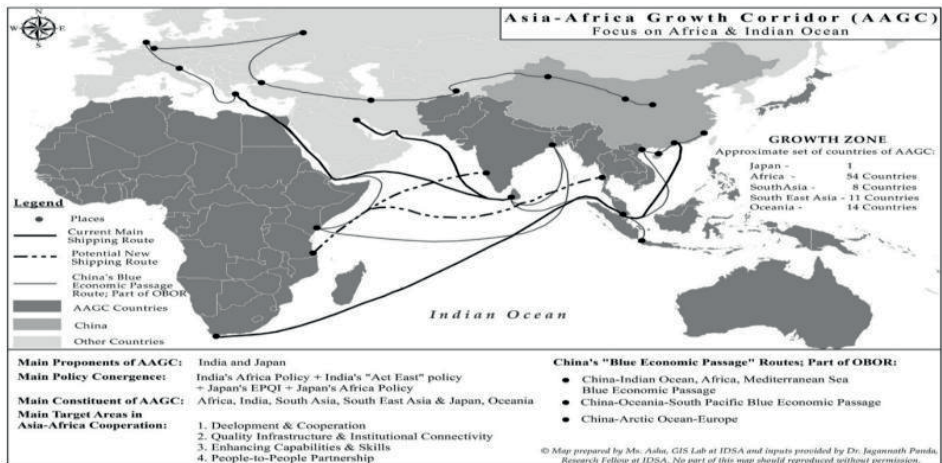 Asia-Africa Growth Corridor (AAGC)
Focus on Africa & Indian Ocean
N
W
E
S
GROWTH ZONE
Approximate set of countries of AAGC:
Japan - 1
Africa - 54 Countries
SouthAsia - 8 Countries
South East Asia - 11 Countries
Oceania - 14 Countries
Legend
Places
Current Main
Shipping Route
Potential New
Shipping Route
China's Blue
Economic Passage
Route; Part of OBOR
AAGC Countries
China
Other Countries
Indian Ocean
Main Proponents of AAGC: India and Japan
Main Policy Conergence: India's Africa Policy + India's "Act East" policy
+ Japan's EPQI + Japan's Africa Policy
Main Constituent of AAGC: Africa, India, South Asia, South East Asia & Japan, Oceania
Main Target Areas in
Asia-Africa Cooperation: 1. Deelopment & Cooperation
2. Quality Infrastructure & Institutional Connectivity
3. Enhancing Capabilities & Skills
4. People-to-People Partnership
China's "Blue Economic Passage" Routes; Part of OBOR:
China-Indian Ocean, Africa, Mediterranean Sea
Blue Economic Passage
China-Oceania-South Pacific Blue Economic Passage
China-Arctic Ocean-Europe
© Map prepared by Ms. Asha, GIS Lab at IDSA and inputs provided by Dr. Jagannath Panda,
Research Fellow at IDSA. No part of this map should reproduced without permission.